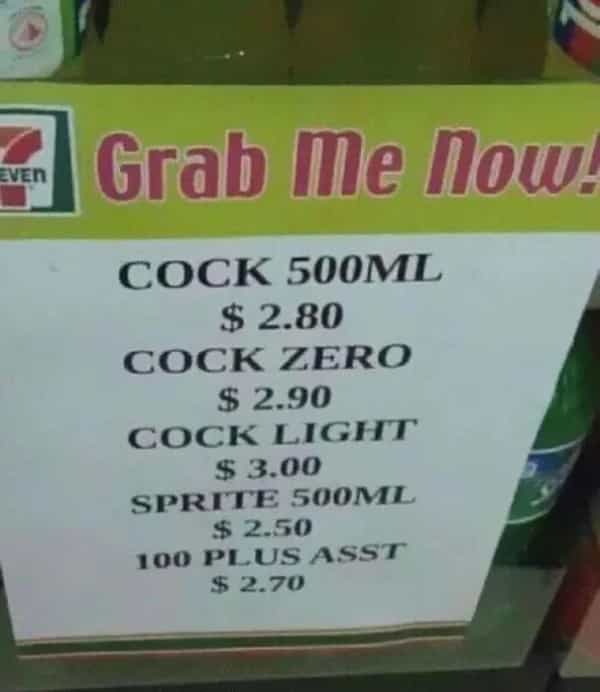 EVEn
Grab Me Now!
COCK 500ML
$ 2.80
COCK ZERO
$ 2.90
COCK LIGHT
$ 3.00
SPRITE 500ML
$ 2.50
100 PLUS ASST
$ 2.70